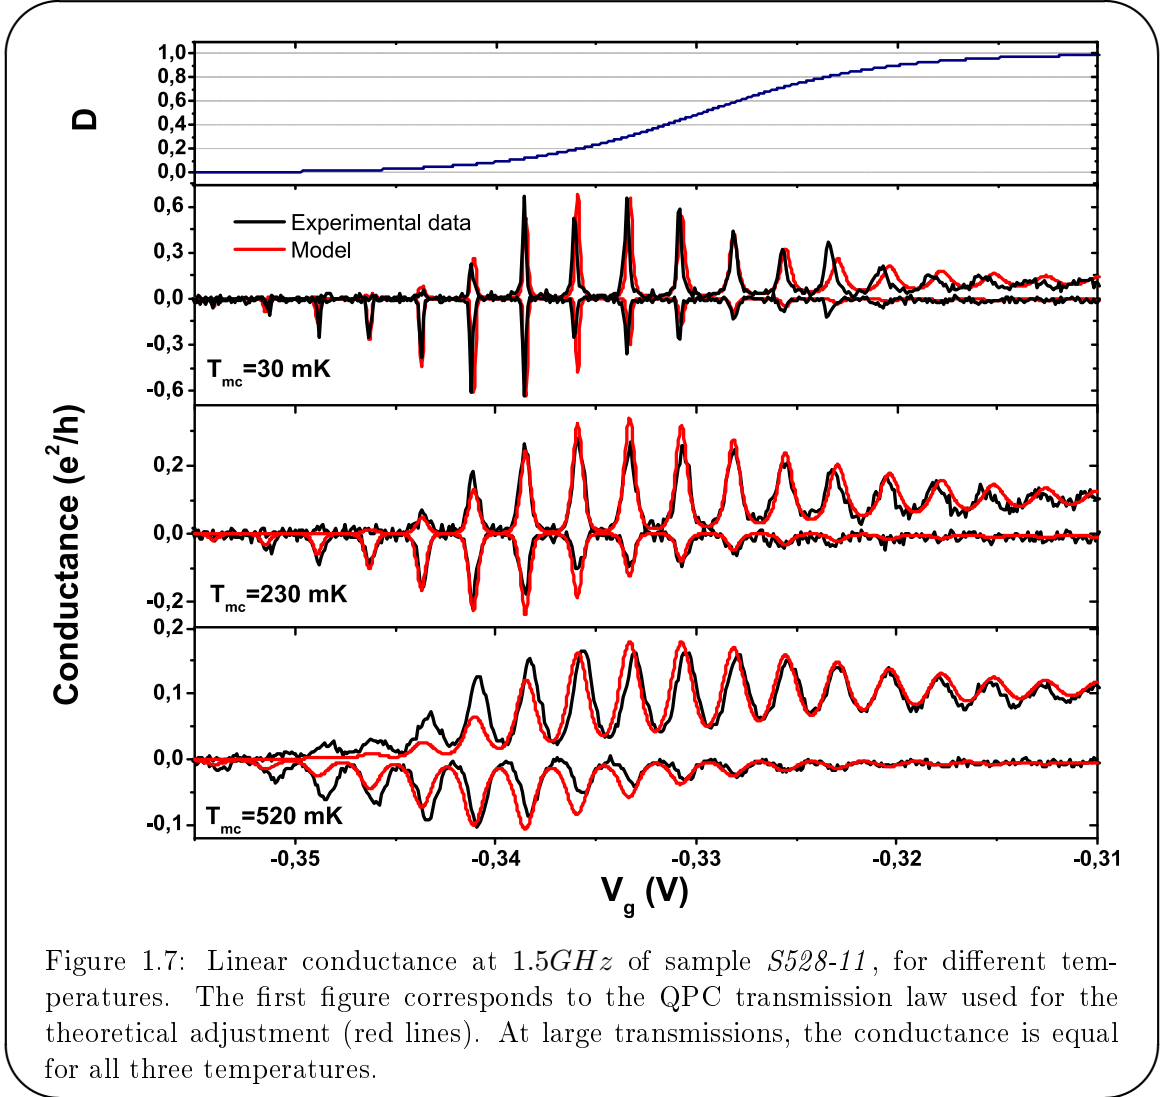 D
1,0
0,8
0,6
0,4
0,2
0,0
0,6
0,3
0,0
-0,3
-0,6
Experimental data
Model
T_mc=30 mK
Conductance (e²/h)
0,2
0,0
-0,2
T_mc=230 mK
0,2
0,1
0,0
-0,1
T_mc=520 mK
-0,35 -0,34 -0,33 -0,32 -0,31
V_g (V)
Figure 1.7: Linear conductance at 1.5GHz of sample S528-11, for different tem-
peratures. The first figure corresponds to the QPC transmission law used for the
theoretical adjustment (red lines). At large transmissions, the conductance is equal
for all three temperatures.